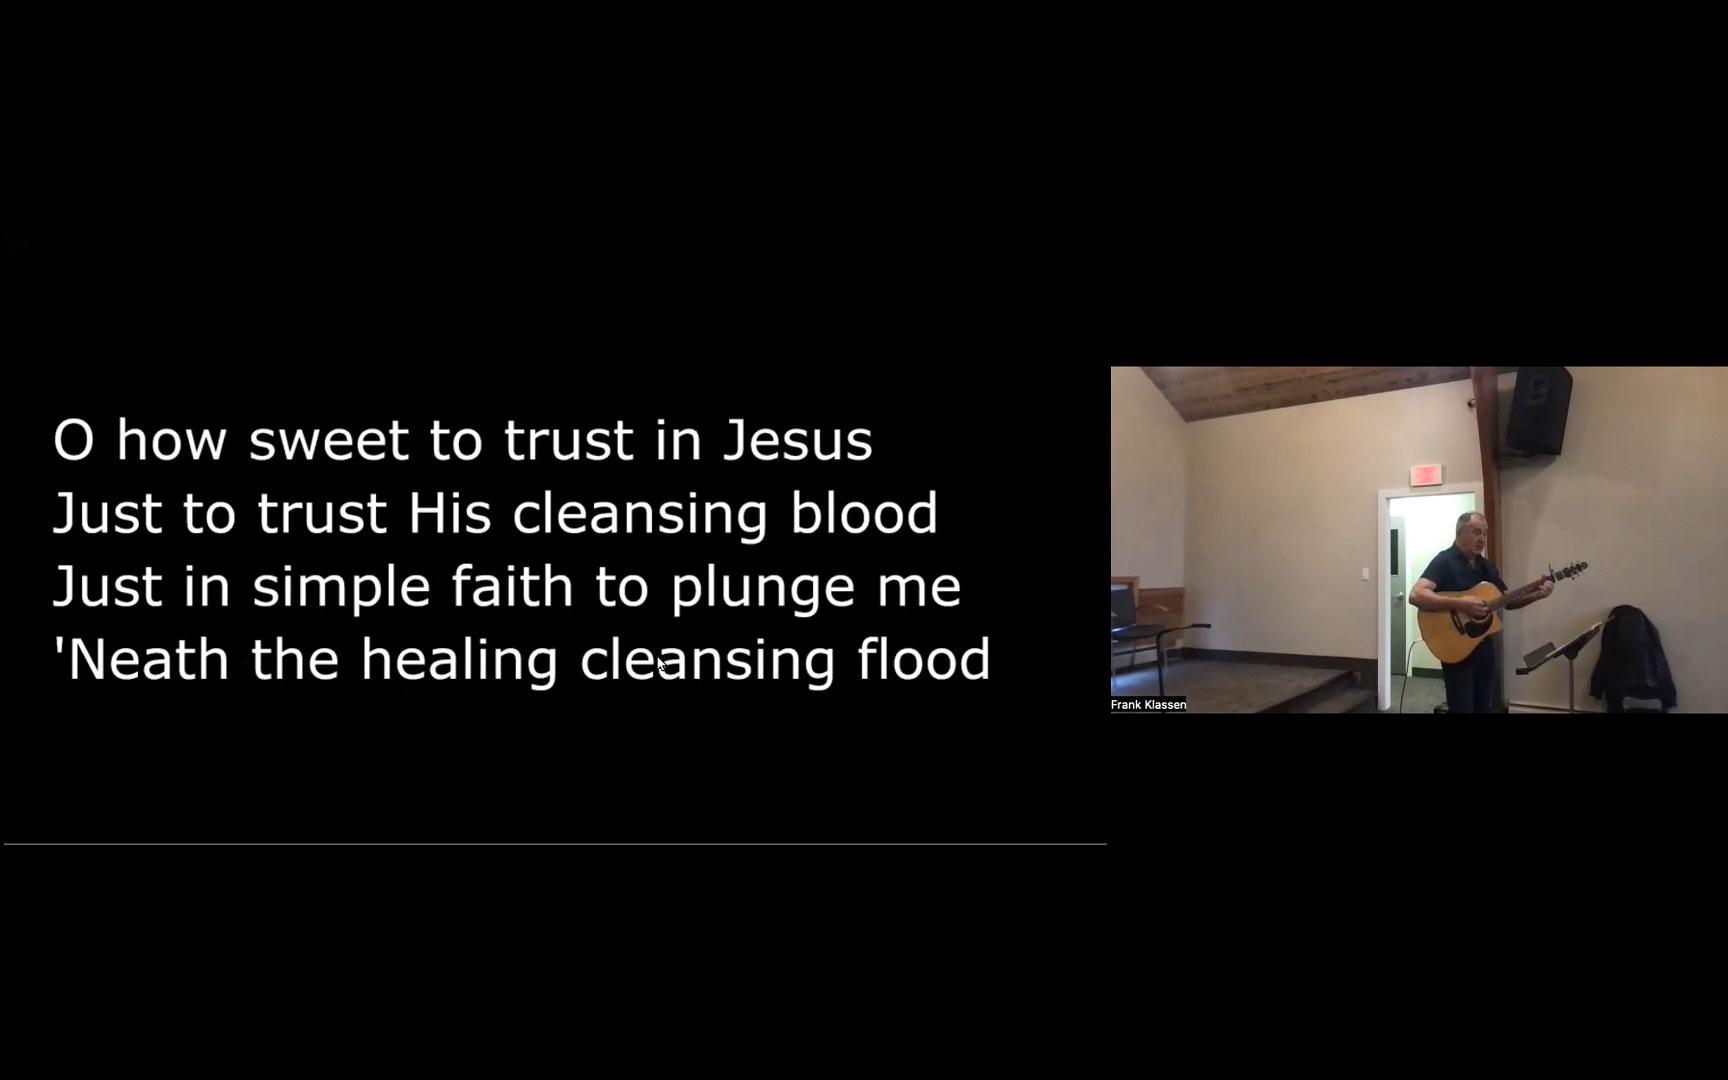 O how sweet to trust in Jesus
Just to trust His cleansing blood
Just in simple faith to plunge me
'Neath the healing cleansing flood
Frank Klassen